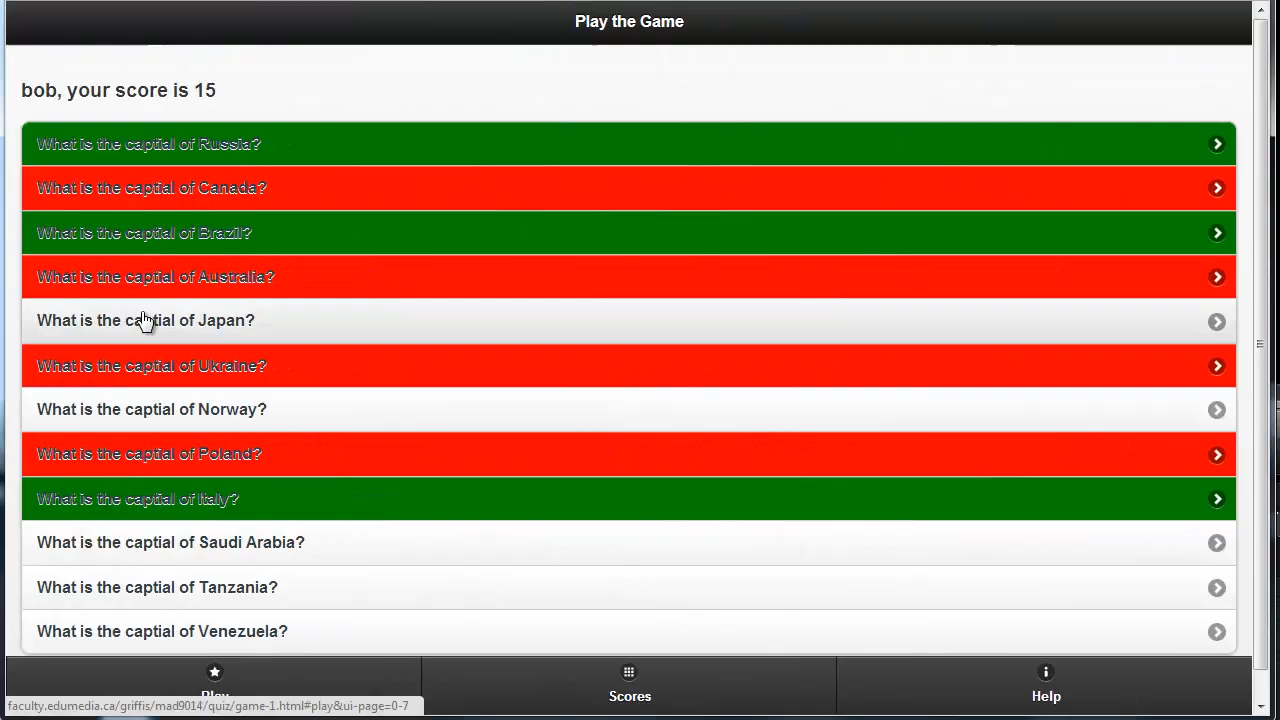 Play the Game
bob, your score is 15
What is the captial of Russia?
What is the captial of Canada?
What is the captial of Brazil?
What is the captial of Australia?
What is the captial of Japan?
What is the captial of Ukraine?
What is the captial of Norway?
What is the captial of Poland?
What is the captial of Italy?
What is the captial of Saudi Arabia?
What is the captial of Tanzania?
What is the captial of Venezuela?
Play
Scores
Help
faculty.edumedia.ca/griffis/mad9014/quiz/game-1.html#play&ui-page=0-7